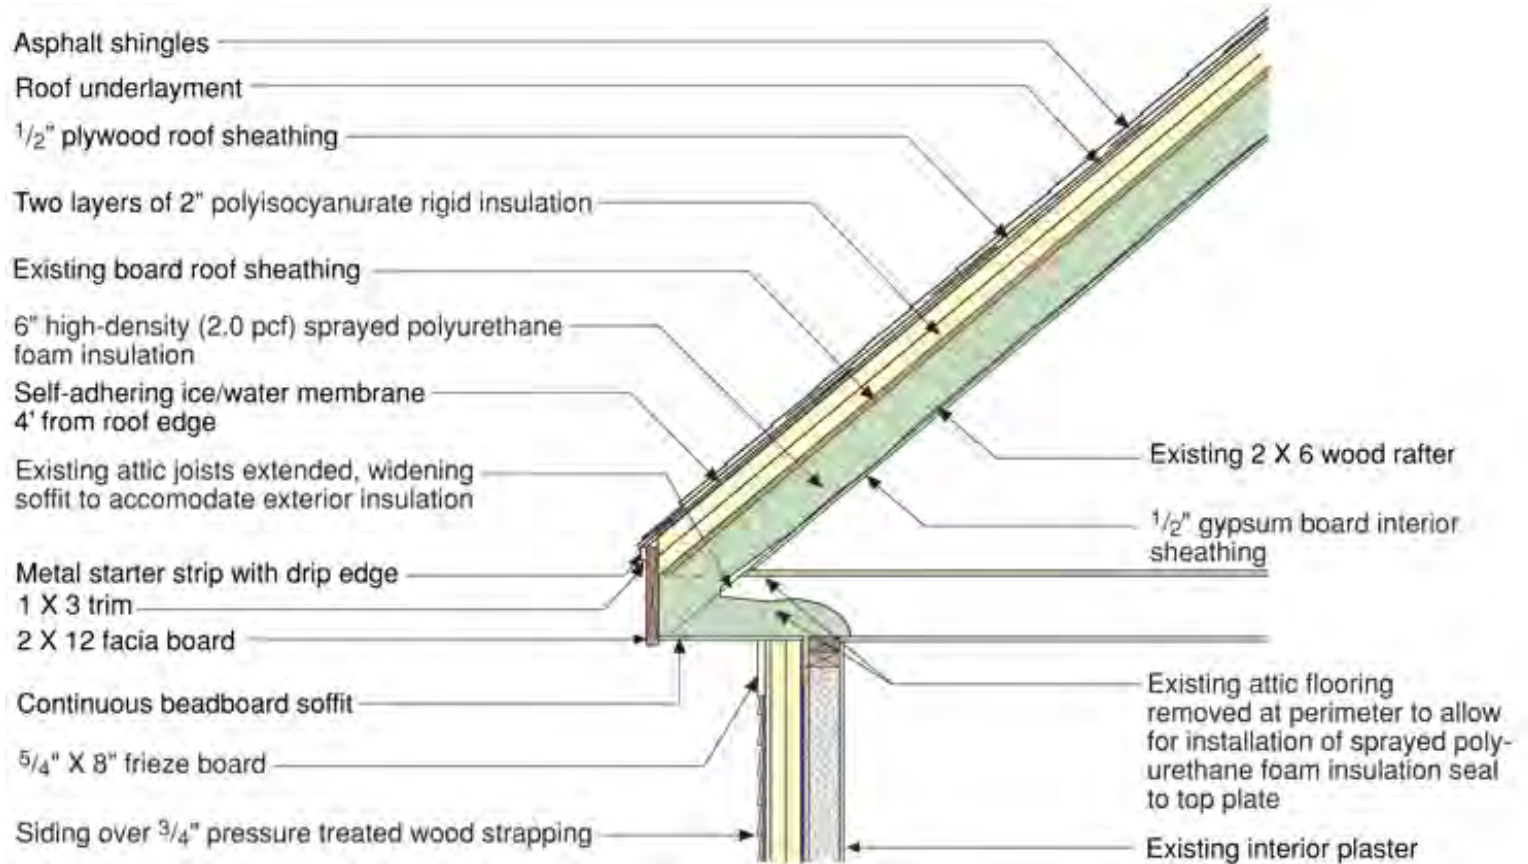 Asphalt shingles
Roof underlayment
1/2" plywood roof sheathing
Two layers of 2" polyisocyanurate rigid insulation
Existing board roof sheathing
6" high-density (2.0 pcf) sprayed polyurethane
foam insulation
Self-adhering ice/water membrane
4' from roof edge
Existing attic joists extended, widening
soffit to accomodate exterior insulation
Metal starter strip with drip edge
1 X 3 trim
2 X 12 facia board
Continuous beadboard soffit
5/4" X 8" frieze board
Siding over 3/4" pressure treated wood strapping
Existing 2 X 6 wood rafter
1/2" gypsum board interior
sheathing
Existing attic flooring
removed at perimeter to allow
for installation of sprayed poly-
urethane foam insulation seal
to top plate
Existing interior plaster